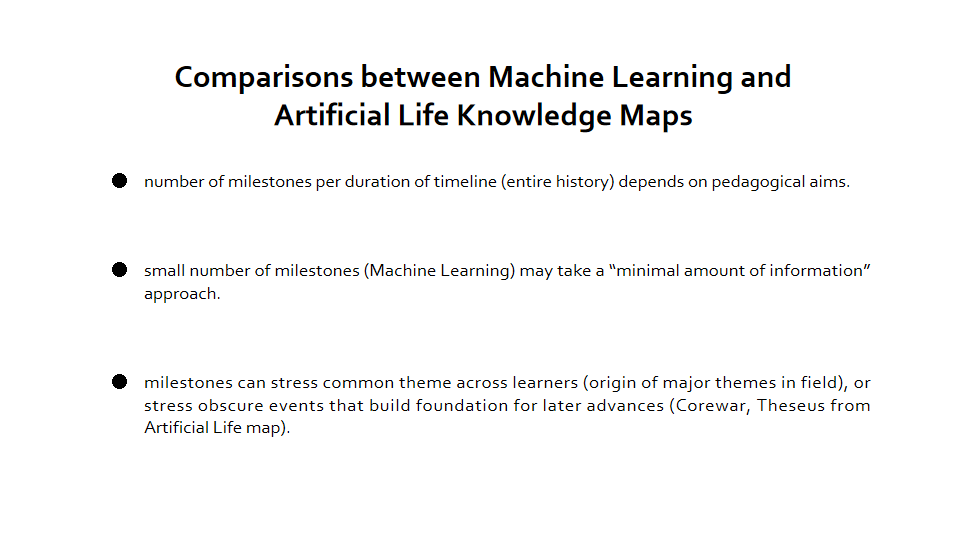 Comparisons between Machine Learning and
Artificial Life Knowledge Maps
● number of milestones per duration of timeline (entire history) depends on pedagogical aims.
● small number of milestones (Machine Learning) may take a “minimal amount of information”
approach.
● milestones can stress common theme across learners (origin of major themes in field), or
stress obscure events that build foundation for later advances (Corewar, Theseus from
Artificial Life map).